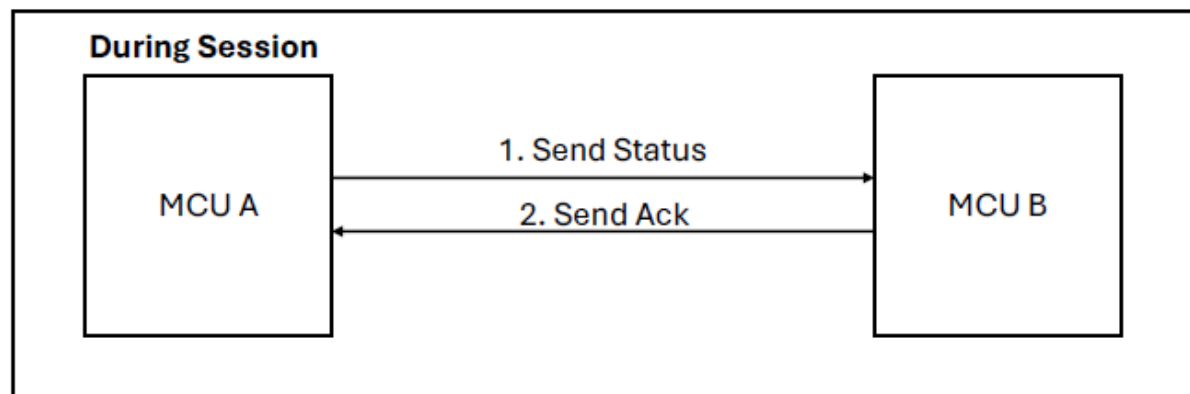 During Session
1. Send Status
MCU A
2. Send Ack
MCU B